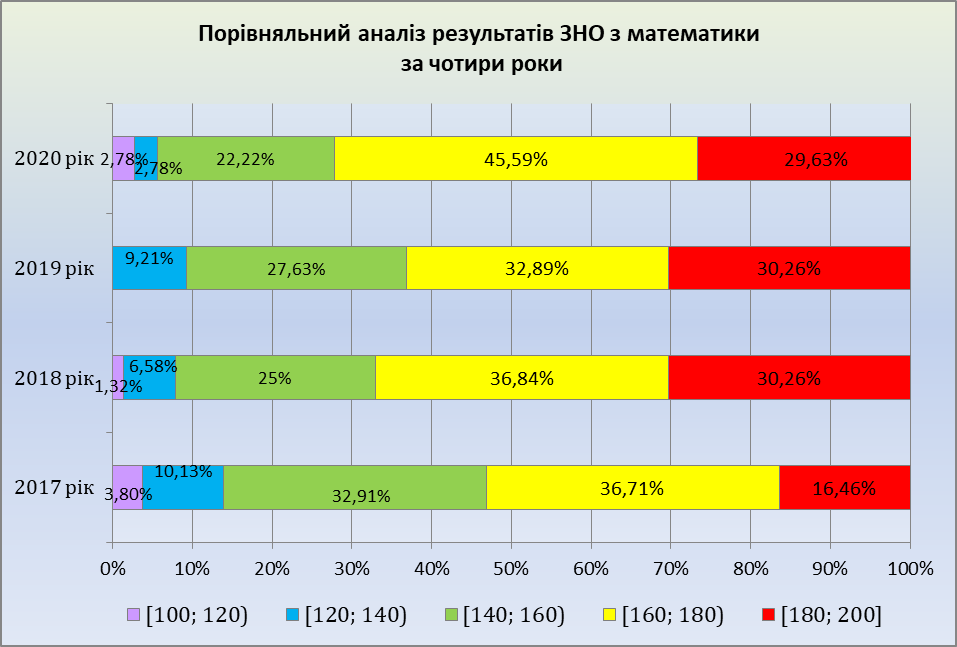 Порівняльний аналіз результатів ЗНО з математики
за чотири роки
2020 рік 2,78% 2,78% 22,22% 45,59% 29,63%
2019 рік 9,21% 27,63% 32,89% 30,26%
2018 рік 1,32% 6,58% 25% 36,84% 30,26%
2017 рік 3,80% 10,13% 32,91% 36,71% 16,46%
0% 10% 20% 30% 40% 50% 60% 70% 80% 90% 100%
[100; 120) [120; 140) [140; 160) [160; 180) [180; 200]